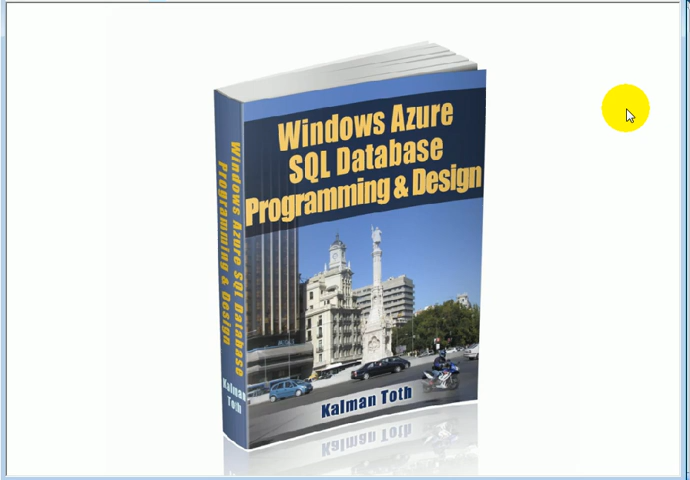 Windows Azure
SQL Database
Programming & Design
Kalman Toth
Windows Azure SQL Database
Programming & Design
Kalman
Toth